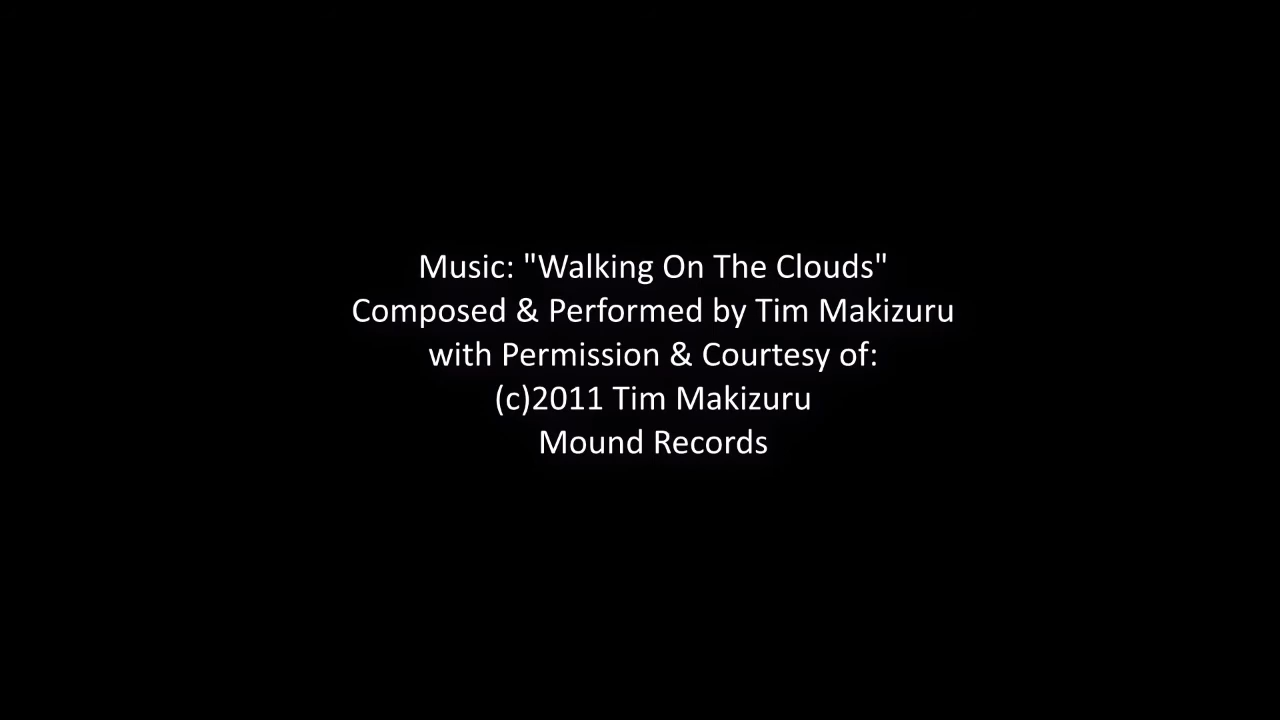 Music: "Walking On The Clouds"
Composed & Performed by Tim Makizuru
with Permission & Courtesy of:
(c)2011 Tim Makizuru
Mound Records